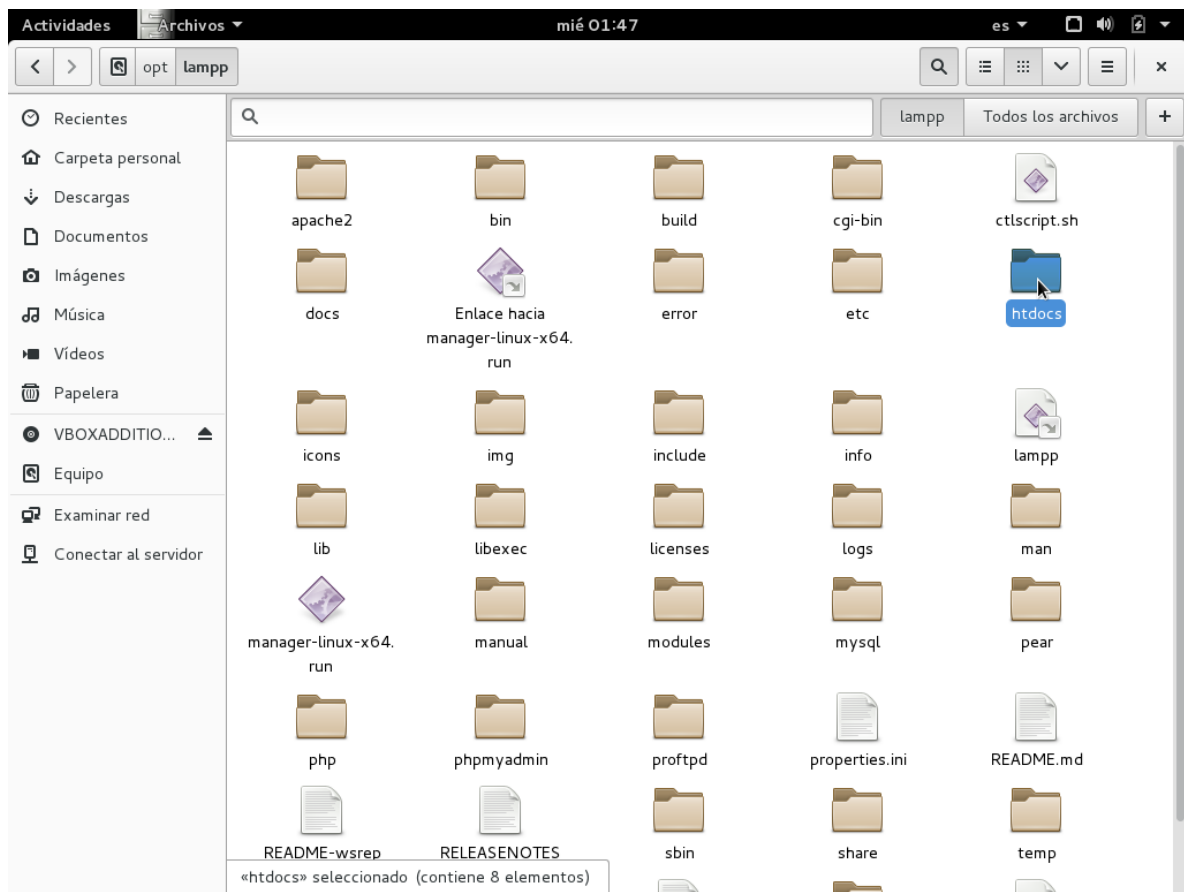 Actividades Archivos mié 01:47 es
opt lampp
Recientes
Carpeta personal
Descargas
Documentos
Imágenes
Música
Vídeos
Papelera
VBOXADDITIO...
Equipo
Examinar red
Conectar al servidor
lampp Todos los archivos
apache2 bin build cgi-bin ctlscript.sh
docs Enlace hacia error etc htdocs
manager-linux-x64.
run
icons img include info lampp
lib libexec licenses logs man
manager-linux-x64. manual modules mysql pear
run
php phpmyadmin proftpd properties.ini README.md
README-wsrep RELEASENOTES sbin share temp
«htdocs» seleccionado (contiene 8 elementos)